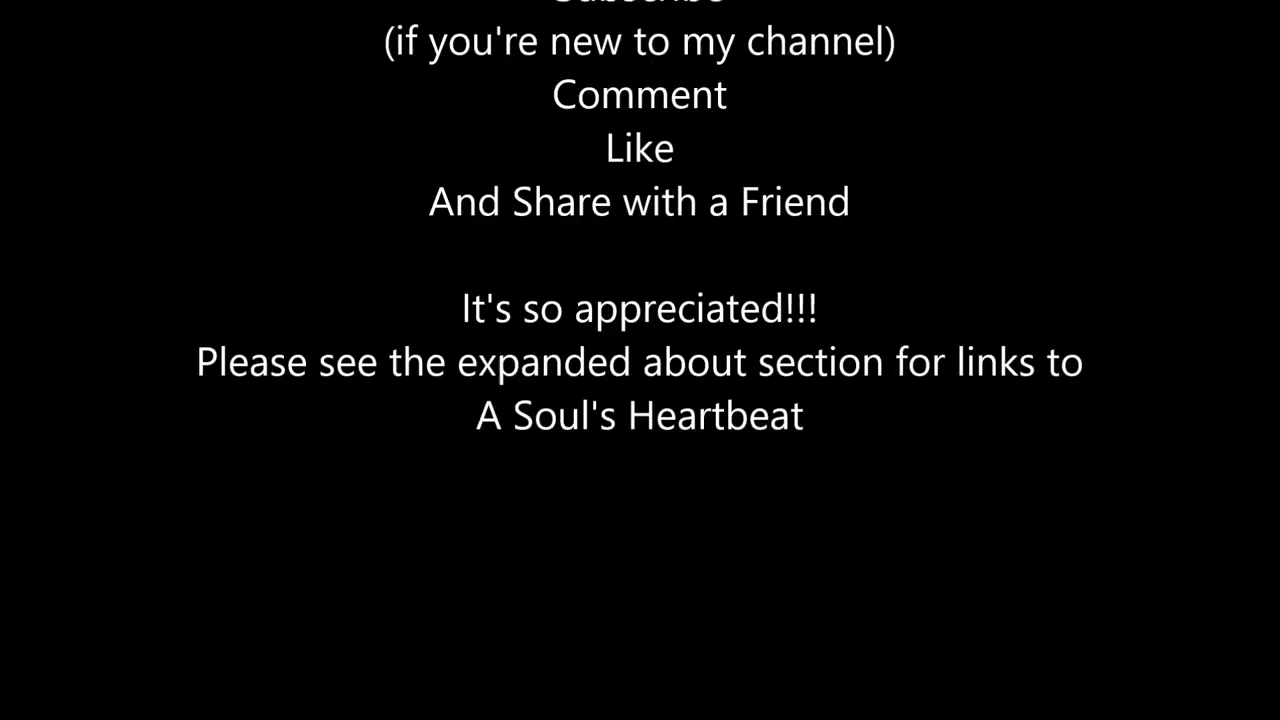 Subscribe
(if you're new to my channel)
Comment
Like
And Share with a Friend
It's so appreciated!!!
Please see the expanded about section for links to
A Soul's Heartbeat